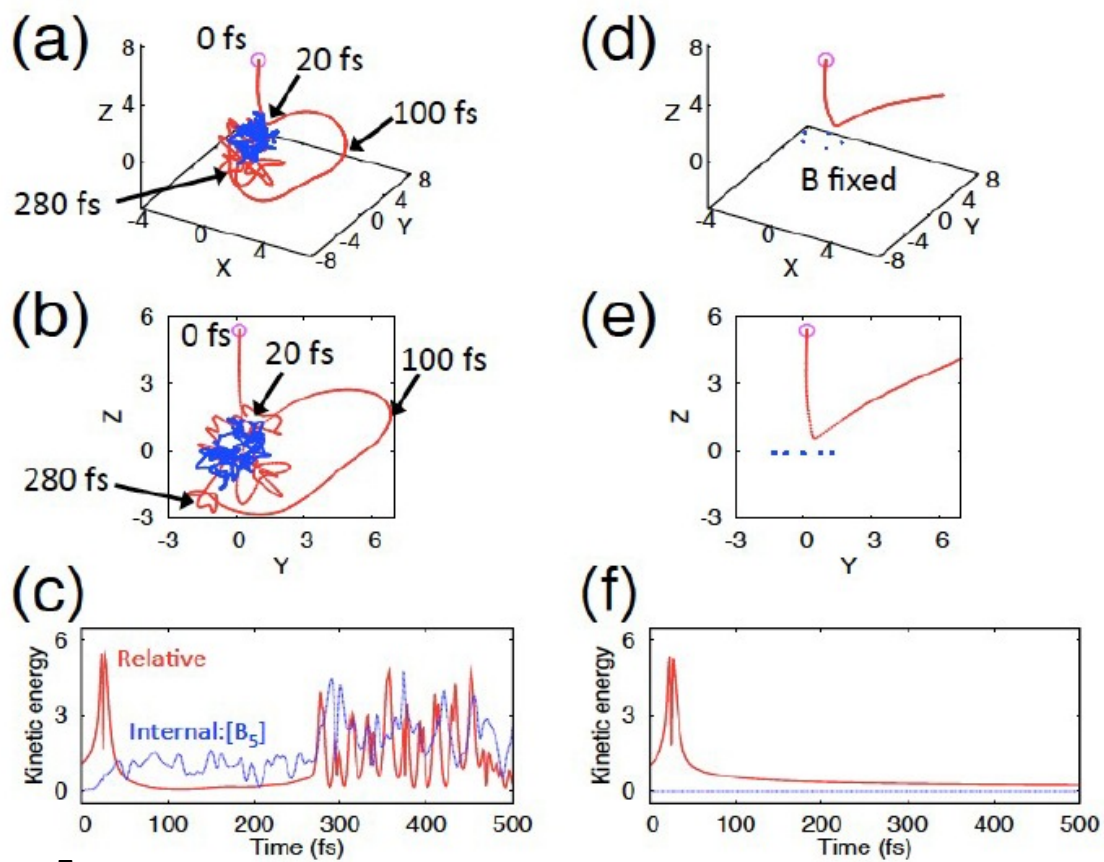 (a)
8
4
0
Z
0 fs
20 fs
100 fs
280 fs
-4
0
4
X
-8
-4
0
4
8
Y
(d)
8
4
0
Z
B fixed
-4
0
4
X
-8
-4
0
4
8
Y
(b)
6
3
0
-3
Z
0 fs
20 fs
100 fs
280 fs
-3 0 3 6
Y
(e)
6
3
0
-3
Z
-3 0 3 6
Y
(c)
6
3
0
Kinetic energy
Relative
Internal:[B5]
0 100 200 300 400 500
Time (fs)
(f)
6
3
0
Kinetic energy
0 100 200 300 400 500
Time (fs)